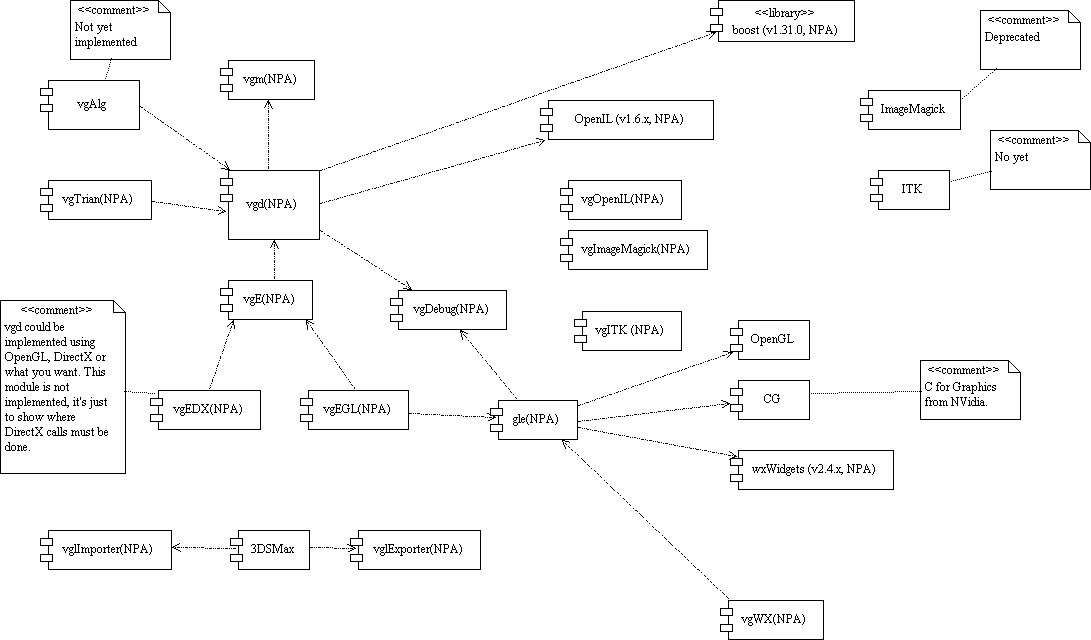 <<comment>>
Not yet
implemented
<<library>>
boost (v1.31.0, NPA)
<<comment>>
Deprecated
vgm(NPA)
vgAlg
OpenIL (v1.6.x, NPA)
ImageMagick
<<comment>>
No yet
vgTrian(NPA)
vgd(NPA)
vgOpenIL(NPA)
ITK
vgImageMagick(NPA)
vgE(NPA)
vgDebug(NPA)
<<comment>>
vgd could be
implemented using
OpenGL, DirectX or
what you want. This
module is not
implemented, it's just
to show where
DirectX calls must be
done.
vgITK (NPA)
OpenGL
<<comment>>
C for Graphics
from NVidia.
CG
vgEDX(NPA)
vgEGL(NPA)
gle(NPA)
wxWidgets (v2.4.x, NPA)
vglImporter(NPA)
3DSMax
vglExporter(NPA)
vgWX(NPA)